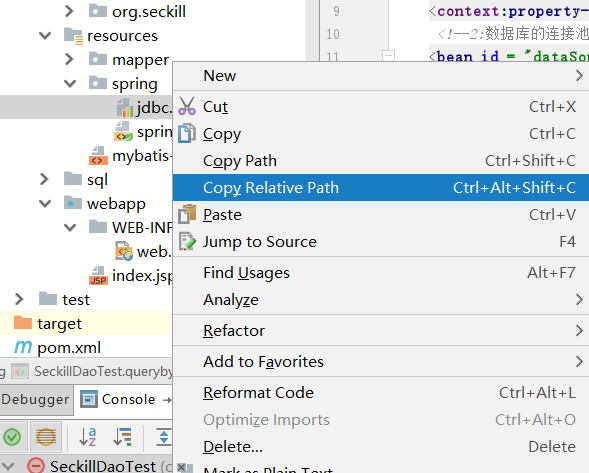 org.seckill
resources
mapper
spring
jdbc.
sprin
mybatis-
sql
webapp
WEB-INF
web.
index.jsp
test
target
pom.xml
9
10
11
<context:property-
<!--2:数据库的连接池
<bean id = "dataSou
New
Cut Ctrl+X
Copy Ctrl+C
Copy Path Ctrl+Shift+C
Copy Relative Path Ctrl+Alt+Shift+C
Paste Ctrl+V
Jump to Source F4
Find Usages Alt+F7
Analyze
Refactor
Add to Favorites
Reformat Code Ctrl+Alt+L
Optimize Imports Ctrl+Alt+O
Delete... Delete
Mark as Plain Text
g SeckillDaoTest.queryby
Debugger Console
SeckillDaoTest (c